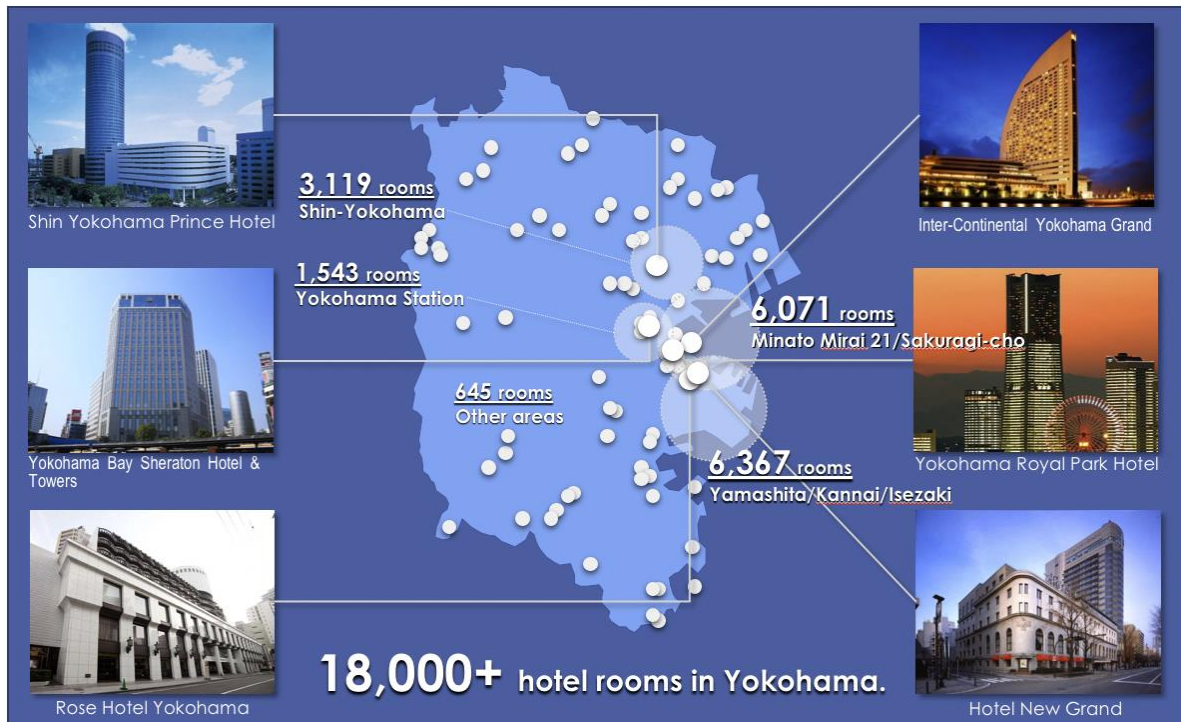 Shin Yokohama Prince Hotel
3,119 rooms
Shin-Yokohama
Inter-Continental Yokohama Grand
1,543 rooms
Yokohama Station
6,071 rooms
Minato Mirai 21/Sakuragi-cho
645 rooms
Other areas
Yokohama Bay Sheraton Hotel &
Towers
6,367 rooms
Yamashita/Kannai/Isezaki
Yokohama Royal Park Hotel
18,000+ hotel rooms in Yokohama.
Rose Hotel Yokohama
Hotel New Grand